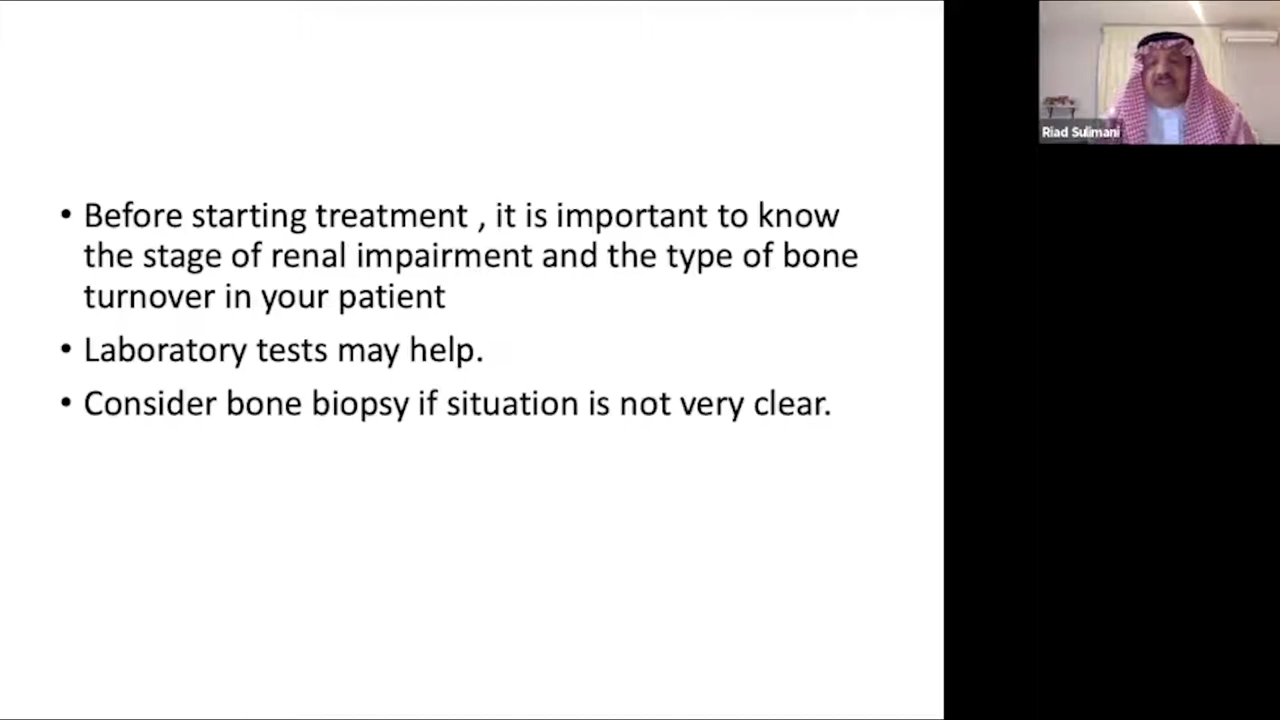 • Before starting treatment , it is important to know
the stage of renal impairment and the type of bone
turnover in your patient
• Laboratory tests may help.
• Consider bone biopsy if situation is not very clear.
Riad Sulimani